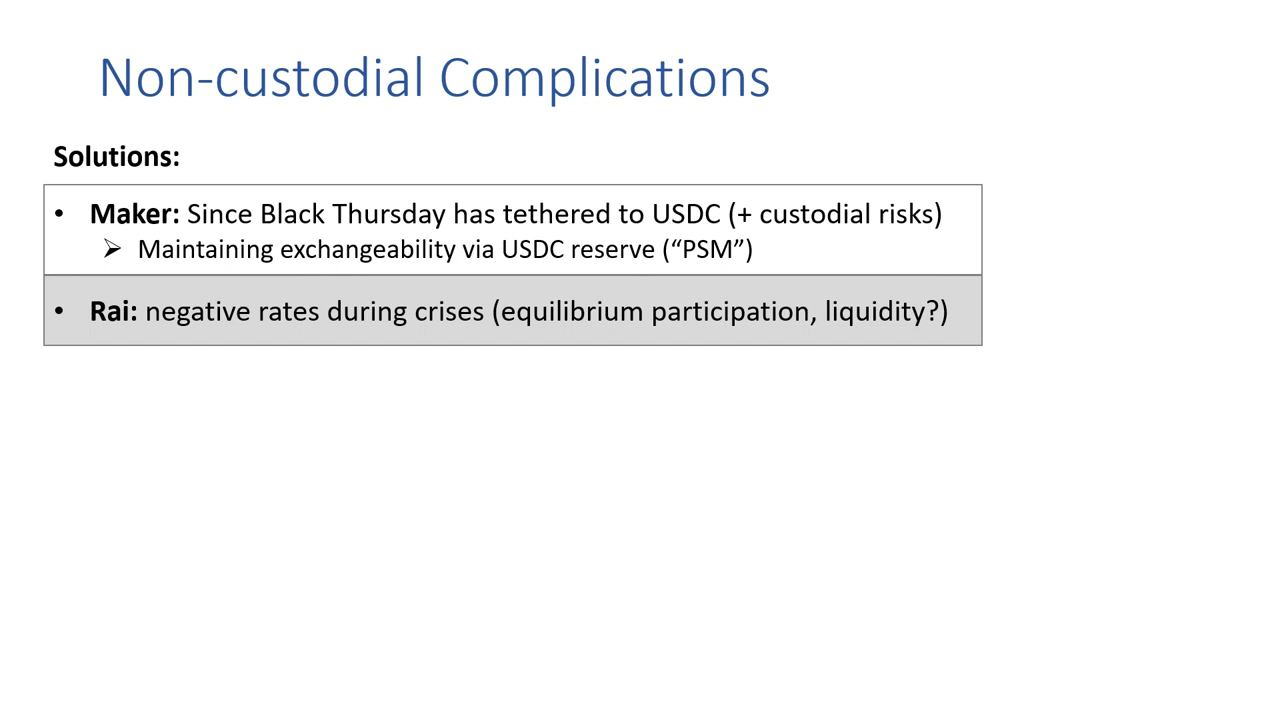 Non-custodial Complications
Solutions:
• Maker: Since Black Thursday has tethered to USDC (+ custodial risks)
➢ Maintaining exchangeability via USDC reserve (“PSM”)
• Rai: negative rates during crises (equilibrium participation, liquidity?)